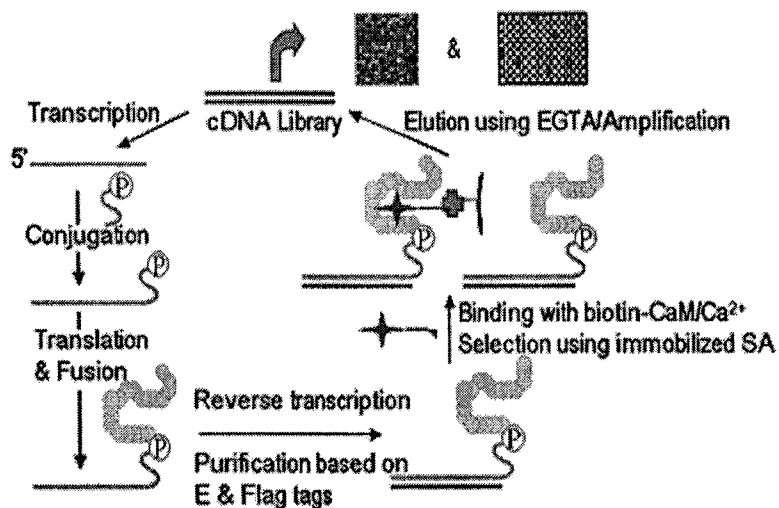 &
Transcription
cDNA Library
Elution using EGTA/Amplification
5'
P
Conjugation
P
P
P
Translation
& Fusion
Binding with biotin-CaM/Ca²⁺
Selection using immobilized SA
P
Reverse transcription
P
Purification based on
E & Flag tags